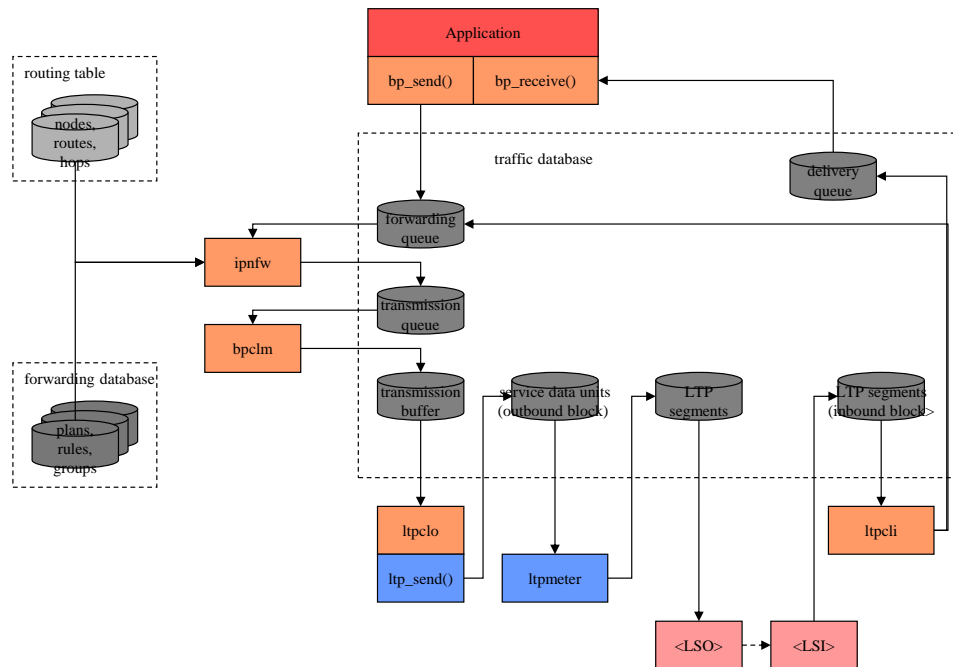 Application
bp_send()
bp_receive()
routing table
nodes,
routes,
hops
traffic database
delivery
queue
forwarding
queue
ipnfw
transmission
queue
bpclm
forwarding database
plans,
rules,
groups
transmission
buffer
service data units
(outbound block)
LTP
segments
LTP segments
(inbound block>
ltpclo
ltp_send()
ltpmeter
ltpcli
<LSO>
<LSI>